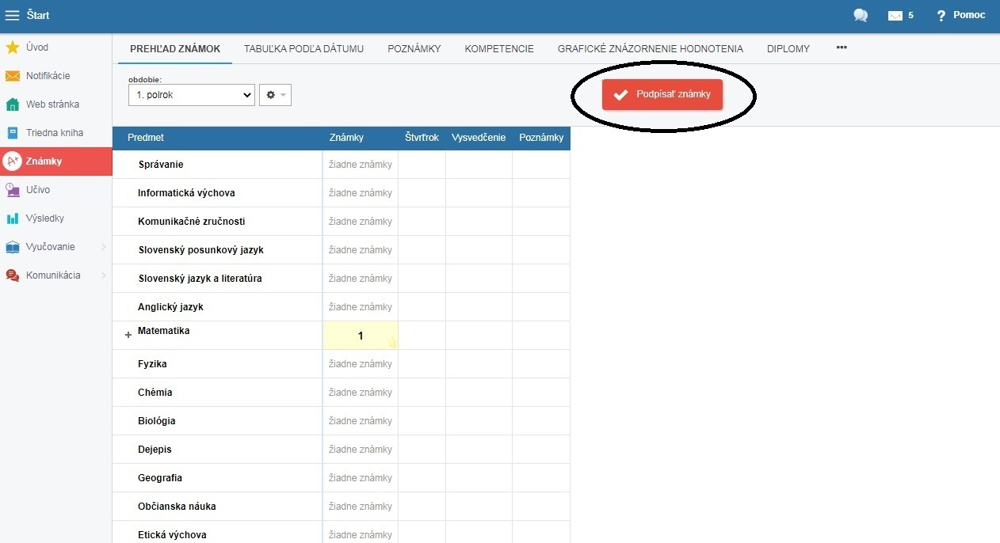 Štart
5
Pomoc
Úvod
Notifikácie
Web stránka
Triedna kniha
Známky
Učivo
Výsledky
Vyučovanie
Komunikácia
PREHĽAD ZNÁMOK TABUĽKA PODĽA DÁTUMU POZNÁMKY KOMPETENCIE GRAFICKÉ ZNÁZORNENIE HODNOTENIA DIPLOMY
obdobie:
1. polrok
Podpísať známky
Predmet Známky Štvrťrok Vysvedčenie Poznámky
Správanie žiadne známky
Informatická výchova žiadne známky
Komunikačné zručnosti žiadne známky
Slovenský posunkový jazyk žiadne známky
Slovenský jazyk a literatúra žiadne známky
Anglický jazyk žiadne známky
+ Matematika 1
Fyzika žiadne známky
Chémia žiadne známky
Biológia žiadne známky
Dejepis žiadne známky
Geografia žiadne známky
Občianska náuka žiadne známky
Etická výchova žiadne známky